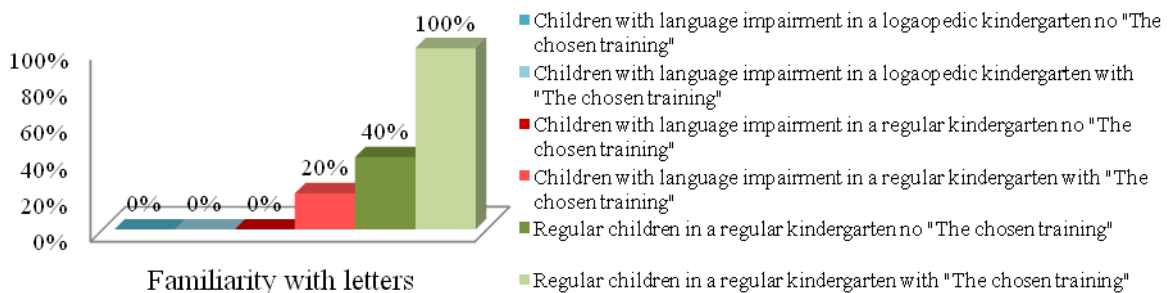 100%
80%
60%
40%
20%
0%
0%
0%
0%
20%
40%
100%
Familiarity with letters
Children with language impairment in a logaopedic kindergarten no "The
chosen training"
Children with language impairment in a logaopedic kindergarten with
"The chosen training"
Children with language impairment in a regular kindergarten no "The
chosen training"
Children with language impairment in a regular kindergarten with "The
chosen training"
Regular children in a regular kindergarten no "The chosen training"
Regular children in a regular kindergarten with "The chosen training"